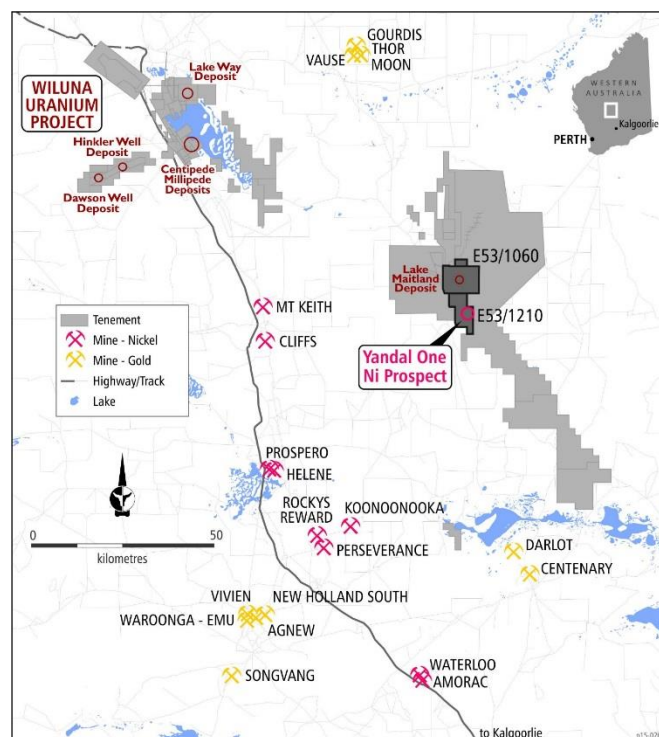 GOURDIS
THOR
VAUSE
MOON
WESTERN
AUSTRALIA
Kalgoorlie
PERTH
Lake Way
Deposit
WILUNA
URANIUM
PROJECT
Hinkler Well
Deposit
Dawson Well
Deposit
Centipede
Millipede
Deposits
E53/1060
Lake
Maitland
Deposit
E53/1210
Yandal One
Ni Prospect
MT KEITH
CLIFFS
Tenement
Mine - Nickel
Mine - Gold
Highway/Track
Lake
PROSPERO
HELENE
ROCKYS
REWARD
KOONOONOOKA
PERSEVERANCE
0
50
kilometres
DARLOT
CENTENARY
VIVIEN
NEW HOLLAND SOUTH
WAROONGA - EMU
AGNEW
SONGVANG
WATERLOO
AMORAC
to Kalgoorlie